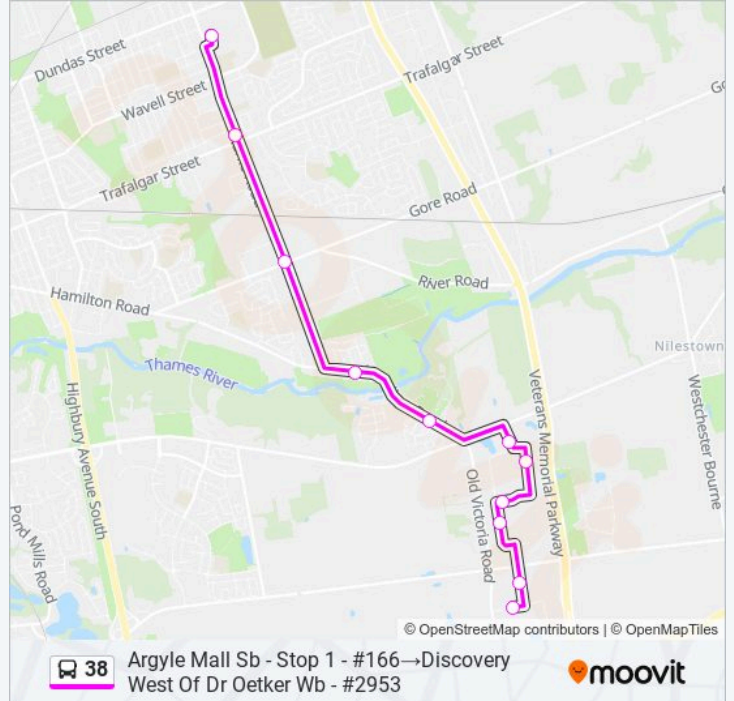 Dundas Street
Trafalgar Street
Wavell Street
Trafalgar Street
Gore Road
River Road
Hamilton Road
Nilestown
Thames River
Highbury Avenue South
Veterans Memorial Parkway
Westchester Bourne
Old Victoria Road
Pond Mills Road
© OpenStreetMap contributors | © OpenMapTiles
38
Argyle Mall Sb - Stop 1 - #166→Discovery
West Of Dr Oetker Wb - #2953
moovit